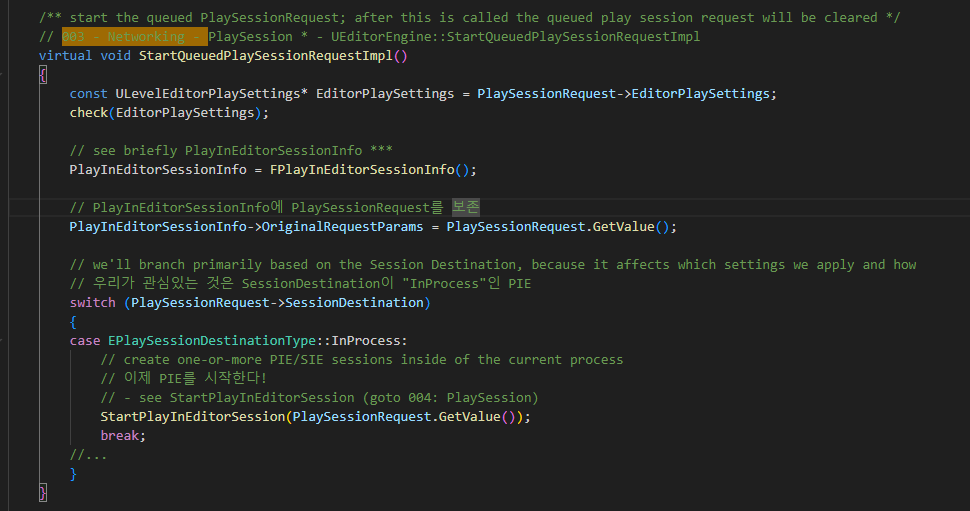 /** start the queued PlaySessionRequest; after this is called the queued play session request will be cleared */
// 003 - Networking - PlaySession * - UEditorEngine::StartQueuedPlaySessionRequestImpl
virtual void StartQueuedPlaySessionRequestImpl()
{
const ULevelEditorPlaySettings* EditorPlaySettings = PlaySessionRequest->EditorPlaySettings;
check(EditorPlaySettings);
// see briefly PlayInEditorSessionInfo ***
PlayInEditorSessionInfo = FPlayInEditorSessionInfo();
// PlayInEditorSessionInfo에 PlaySessionRequest를 보존
PlayInEditorSessionInfo->OriginalRequestParams = PlaySessionRequest.GetValue();
// we'll branch primarily based on the Session Destination, because it affects which settings we apply and how
// 우리가 관심있는 것은 SessionDestination이 "InProcess"인 PIE
switch (PlaySessionRequest->SessionDestination)
{
case EPlaySessionDestinationType::InProcess:
// create one-or-more PIE/SIE sessions inside of the current process
// 이제 PIE를 시작한다!
// - see StartPlayInEditorSession (goto 004: PlaySession)
StartPlayInEditorSession(PlaySessionRequest.GetValue());
break;
//...
}
}